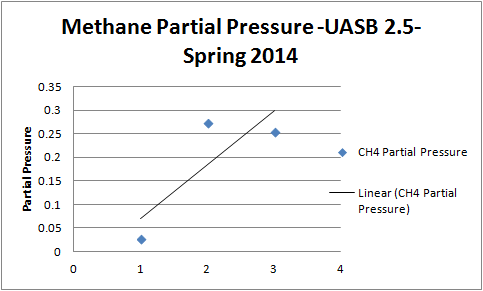 Methane Partial Pressure -UASB 2.5-
Spring 2014
Partial Pressure
0.35
0.3
0.25
0.2
0.15
0.1
0.05
0
0 1 2 3 4
CH4 Partial Pressure
Linear (CH4 Partial
Pressure)